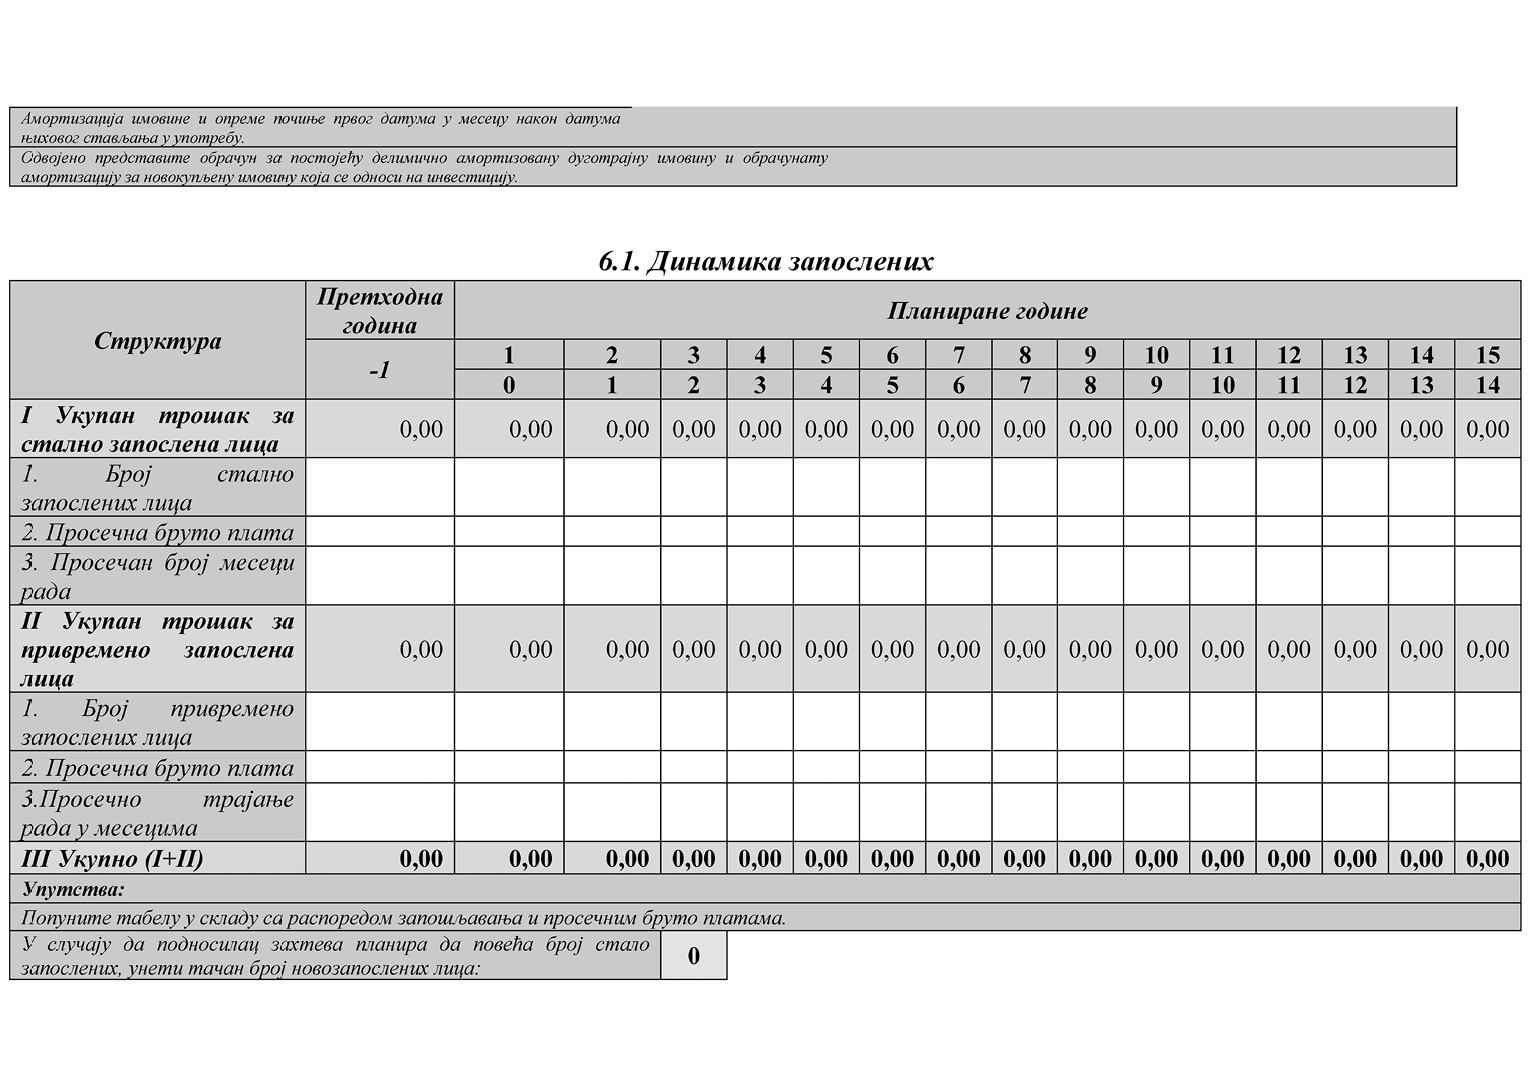 Амортизација имовине и опреме почиње првог датума у месецу након датума
њиховог стављања у употребу.
Одвојено представите обрачун за постојећу делимично амортизовану дуготрајну имовину и обрачунату
амортизацију за новокупљену имовину која се односи на инвестицију.
6.1. Динамика запослених
Структура
Претходна
година
Планиране године
-1
1 2 3 4 5 6 7 8 9 10 11 12 13 14 15
0 1 2 3 4 5 6 7 8 9 10 11 12 13 14
I Укупан трошак за
стално запослена лица
0,00 0,00 0,00 0,00 0,00 0,00 0,00 0,00 0,00 0,00 0,00 0,00 0,00 0,00 0,00 0,00
1. Број стално
запослених лица
2. Просечна бруто плата
3. Просечан број месеци
рада
II Укупан трошак за
привремено запослена
лица
0,00 0,00 0,00 0,00 0,00 0,00 0,00 0,00 0,00 0,00 0,00 0,00 0,00 0,00 0,00 0,00
1. Број привремено
запослених лица
2. Просечна бруто плата
3.Просечно трајање
рада у месецима
III Укупно (I+II) 0,00 0,00 0,00 0,00 0,00 0,00 0,00 0,00 0,00 0,00 0,00 0,00 0,00 0,00 0,00 0,00
Упутства:
Попуните табелу у складу са распоредом запошљавања и просечним бруто платама.
У случају да подносилац захтева планира да повећа број стало
запослених, унети тачан број новозапослених лица:
0